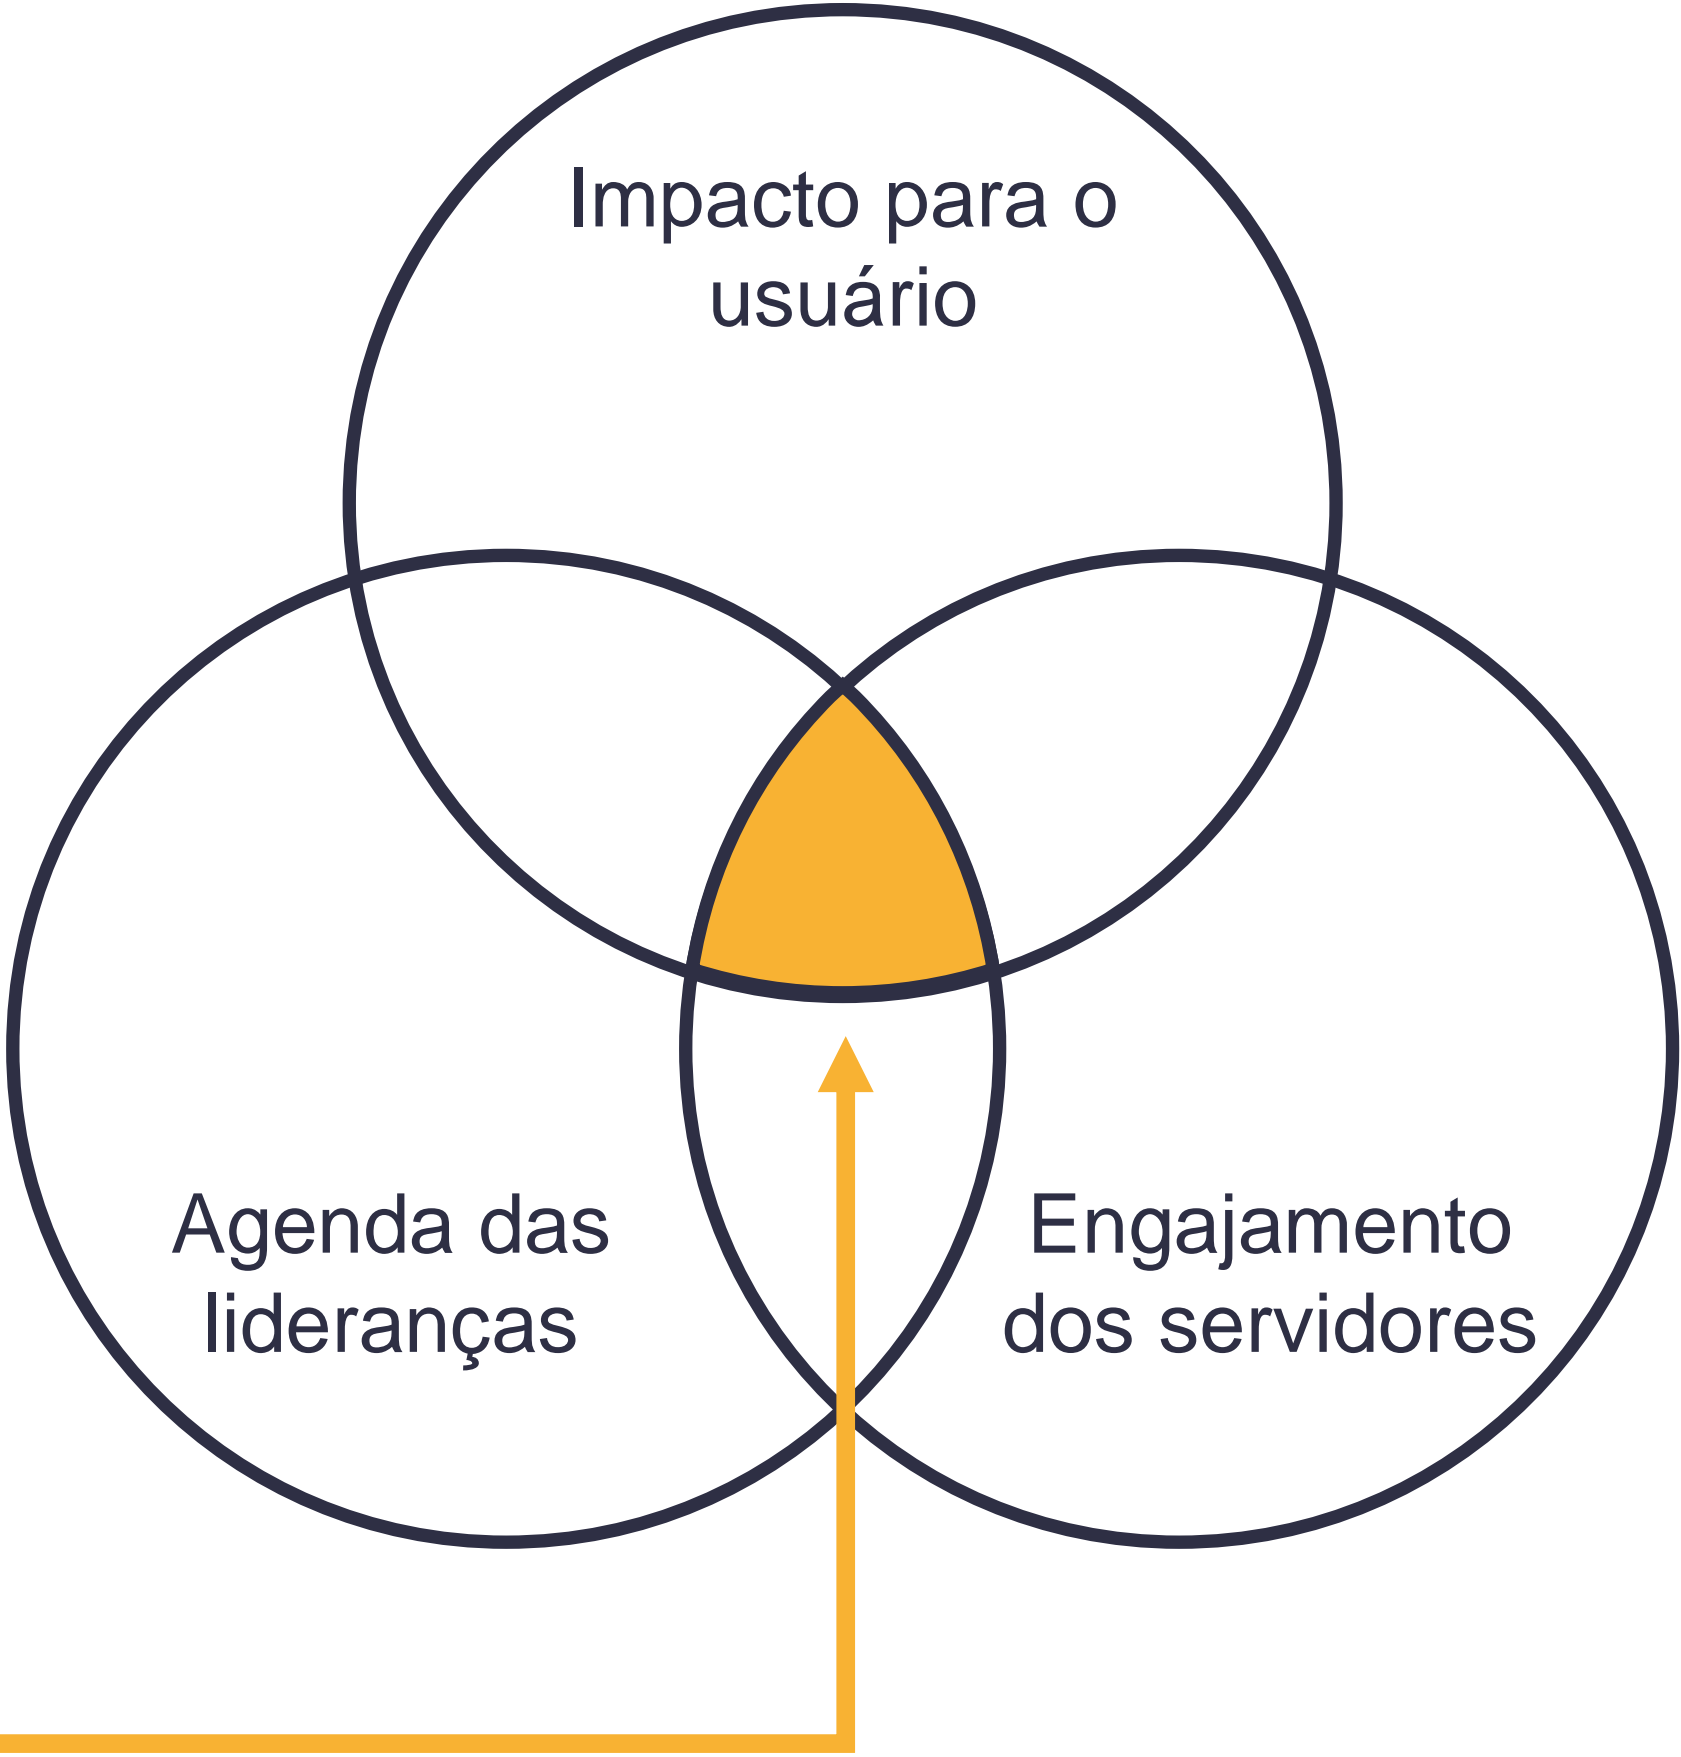 Impacto para o
usuário
Agenda das
lideranças
Engajamento
dos servidores